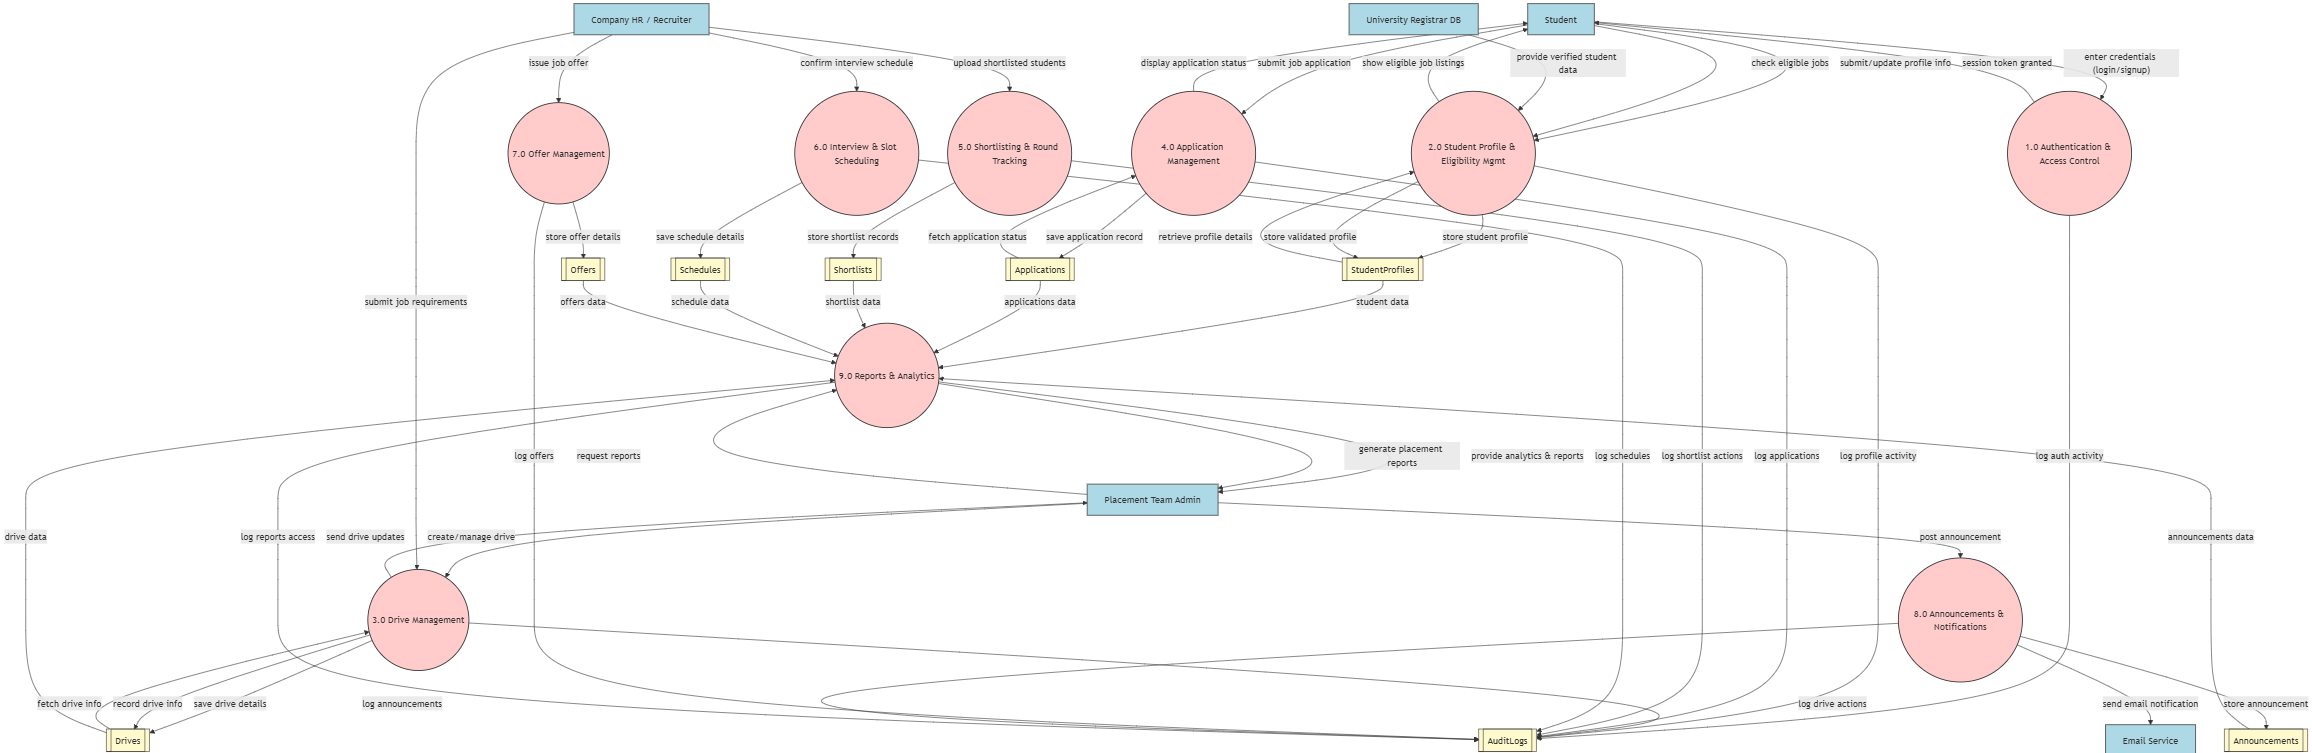 Company HR / Recruiter
University Registrar DB
Student
issue job offer
confirm interview schedule
upload shortlisted students
display application status
submit job application
show eligible job listings
provide verified student
data
check eligible jobs
submit/update profile info
session token granted
enter credentials
(login/signup)
7.0 Offer Management
6.0 Interview & Slot
Scheduling
5.0 Shortlisting & Round
Tracking
4.0 Application
Management
2.0 Student Profile &
Eligibility Mgmt
1.0 Authentication &
Access Control
store offer details
save schedule details
store shortlist records
fetch application status
save application record
retrieve profile details
store validated profile
store student profile
Offers
Schedules
Shortlists
Applications
StudentProfiles
submit job requirements
offers data
schedule data
shortlist data
applications data
student data
9.0 Reports & Analytics
log offers
request reports
generate placement
reports
provide analytics & reports
log schedules
log shortlist actions
log applications
log profile activity
log auth activity
Placement Team Admin
drive data
log reports access
send drive updates
create/manage drive
post announcement
announcements data
3.0 Drive Management
8.0 Announcements &
Notifications
fetch drive info
record drive info
save drive details
log announcements
log drive actions
send email notification
store announcement
Drives
AuditLogs
Email Service
Announcements